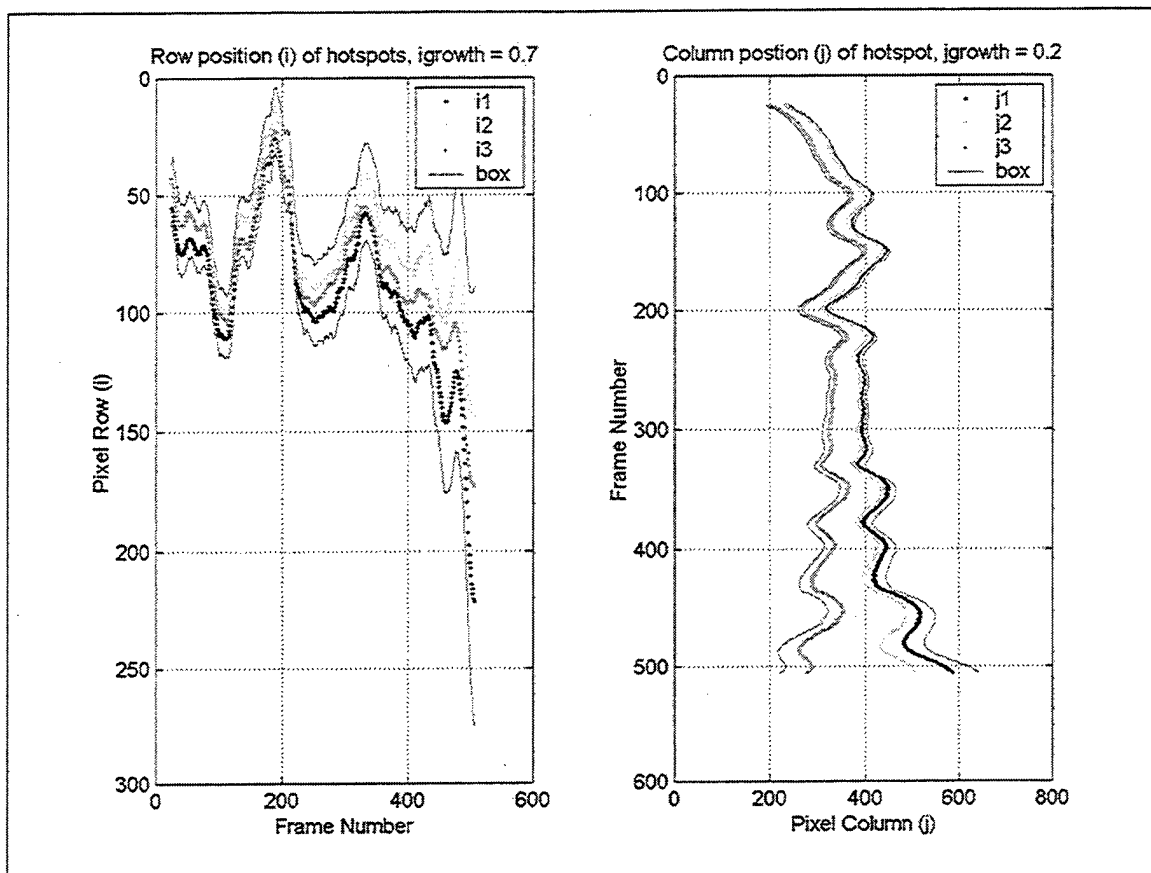 Row position (i) of hotspots, igrowth = 0.7
0
50
100
150
200
250
300
Pixel Row (i)
0
200
400
600
Frame Number
i1
i2
i3
box
Column postion (j) of hotspot, jgrowth = 0.2
0
100
200
300
400
500
600
Frame Number
0
200
400
600
800
Pixel Column (j)
j1
j2
j3
box